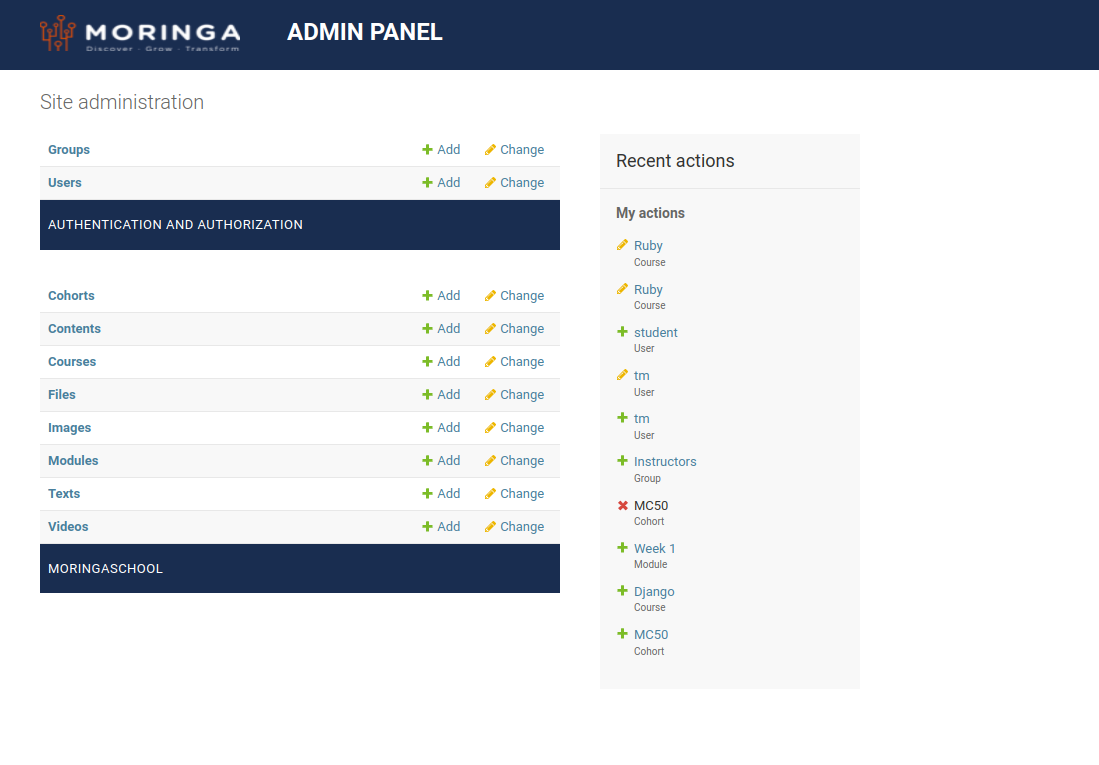 MORINGA
Discover · Grow · Transform
ADMIN PANEL
Site administration
Groups Add Change
Users Add Change
AUTHENTICATION AND AUTHORIZATION
Cohorts Add Change
Contents Add Change
Courses Add Change
Files Add Change
Images Add Change
Modules Add Change
Texts Add Change
Videos Add Change
MORINGASCHOOL
Recent actions
My actions
Ruby
Course
Ruby
Course
student
User
tm
User
tm
User
Instructors
Group
MC50
Cohort
Week 1
Module
Django
Course
MC50
Cohort